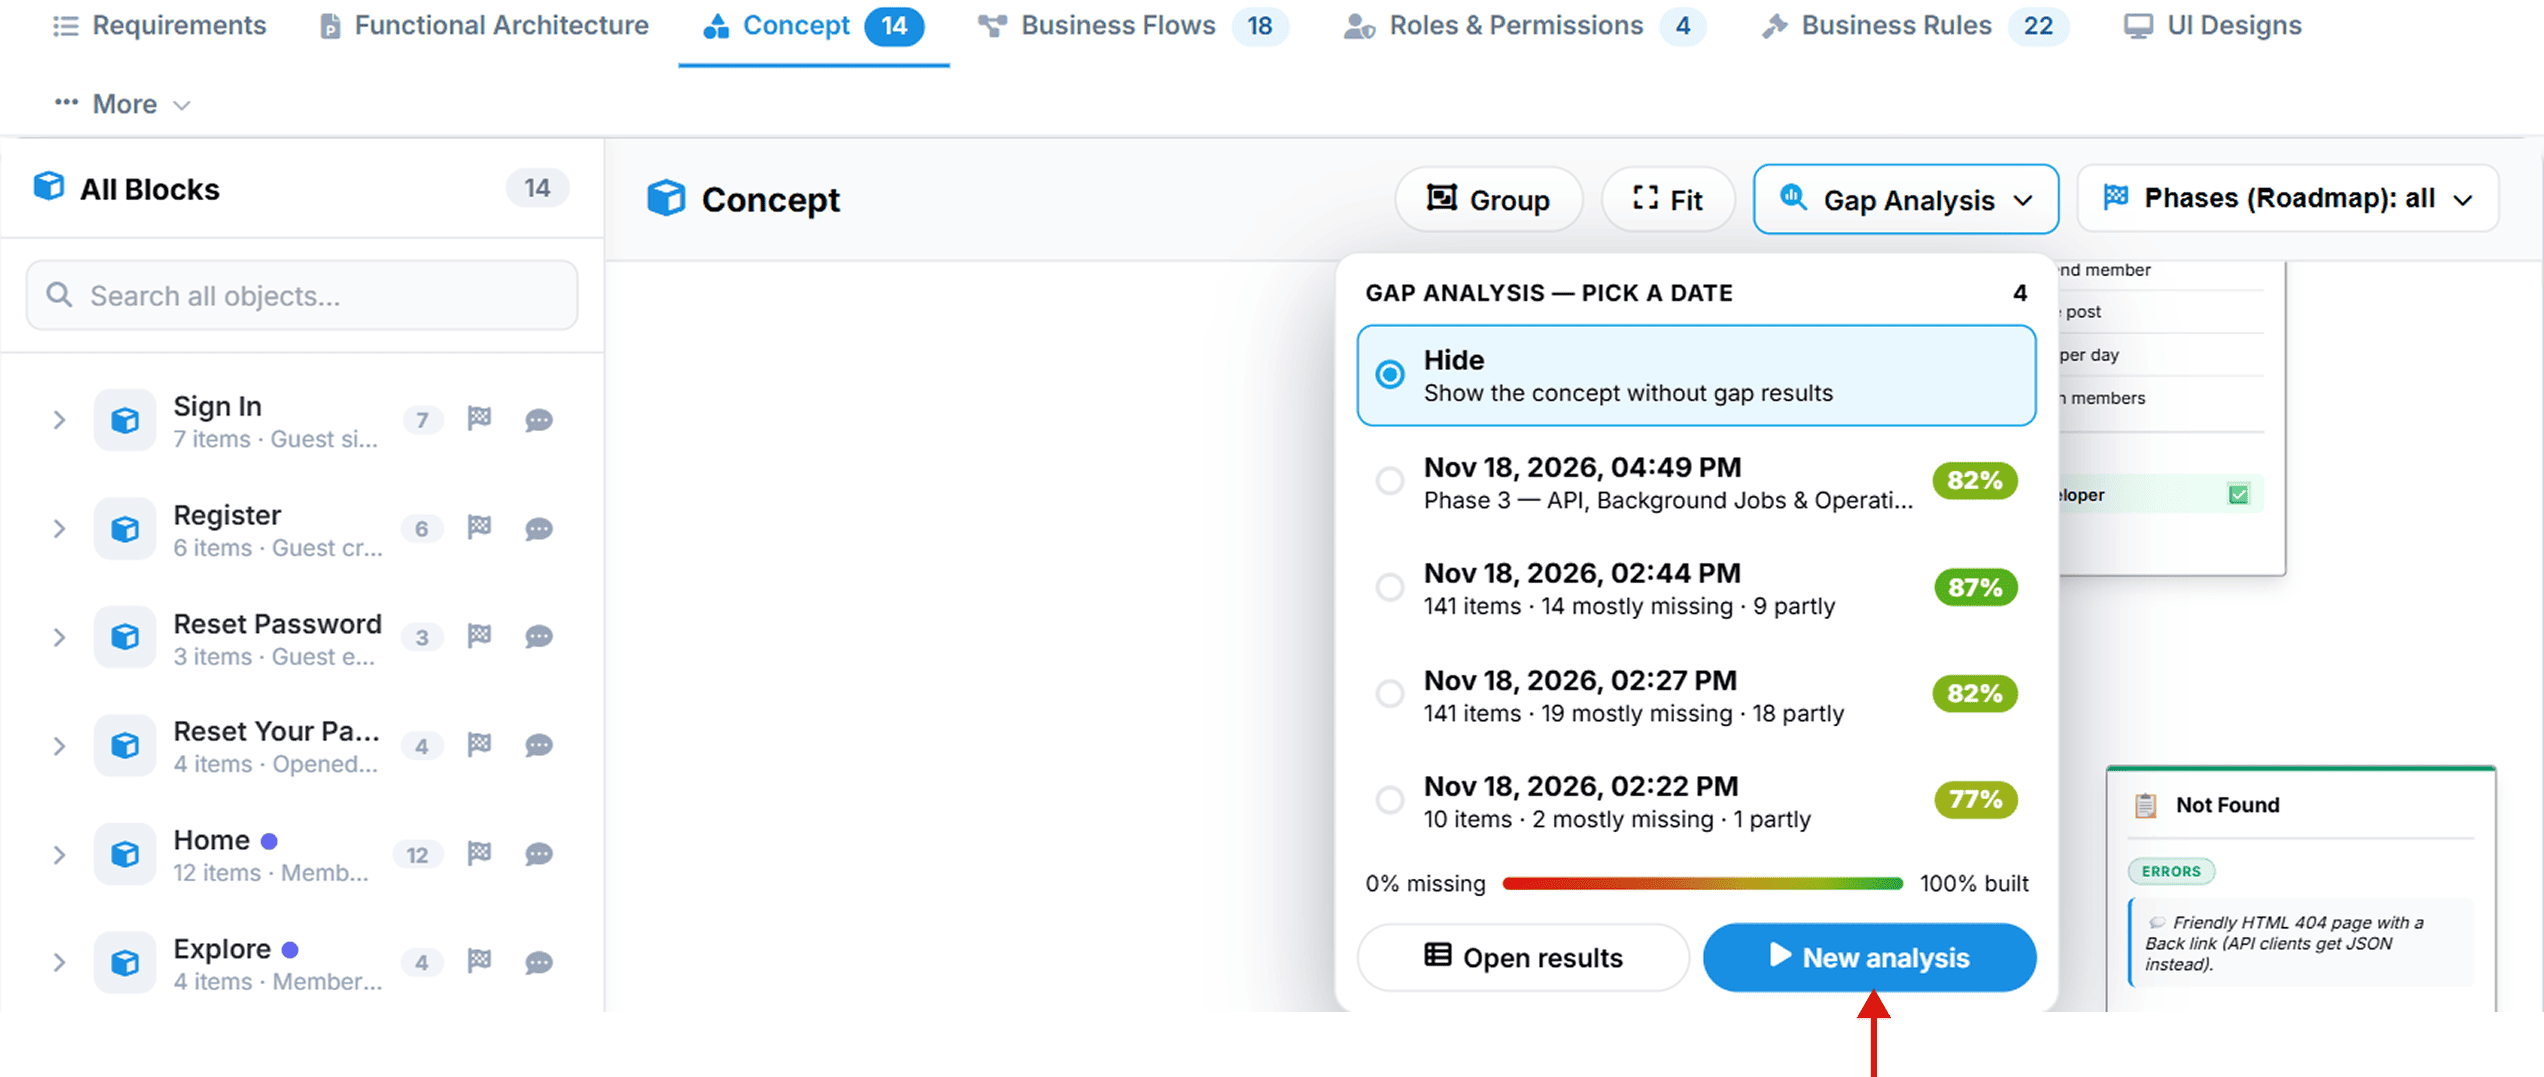 Requirements
Functional Architecture
Concept 14
Business Flows 18
Roles & Permissions 4
Business Rules 22
UI Designs
More
All Blocks 14
Search all objects...
Sign In
7 items · Guest si...
7
Register
6 items · Guest cr...
6
Reset Password
3 items · Guest e...
3
Reset Your Pa...
4 items · Opened...
4
Home
12 items · Memb...
12
Explore
4 items · Member...
4
Concept
Group
Fit
Gap Analysis
Phases (Roadmap): all
GAP ANALYSIS — PICK A DATE 4
Hide
Show the concept without gap results
Nov 18, 2026, 04:49 PM
Phase 3 — API, Background Jobs & Operati...
82%
Nov 18, 2026, 02:44 PM
141 items · 14 mostly missing · 9 partly
87%
Nov 18, 2026, 02:27 PM
141 items · 19 mostly missing · 18 partly
82%
Nov 18, 2026, 02:22 PM
10 items · 2 mostly missing · 1 partly
77%
0% missing
100% built
Open results
New analysis
member
post
per day
members
Not Found
ERRORS
Friendly HTML 404 page with a
Back link (API clients get JSON
instead).